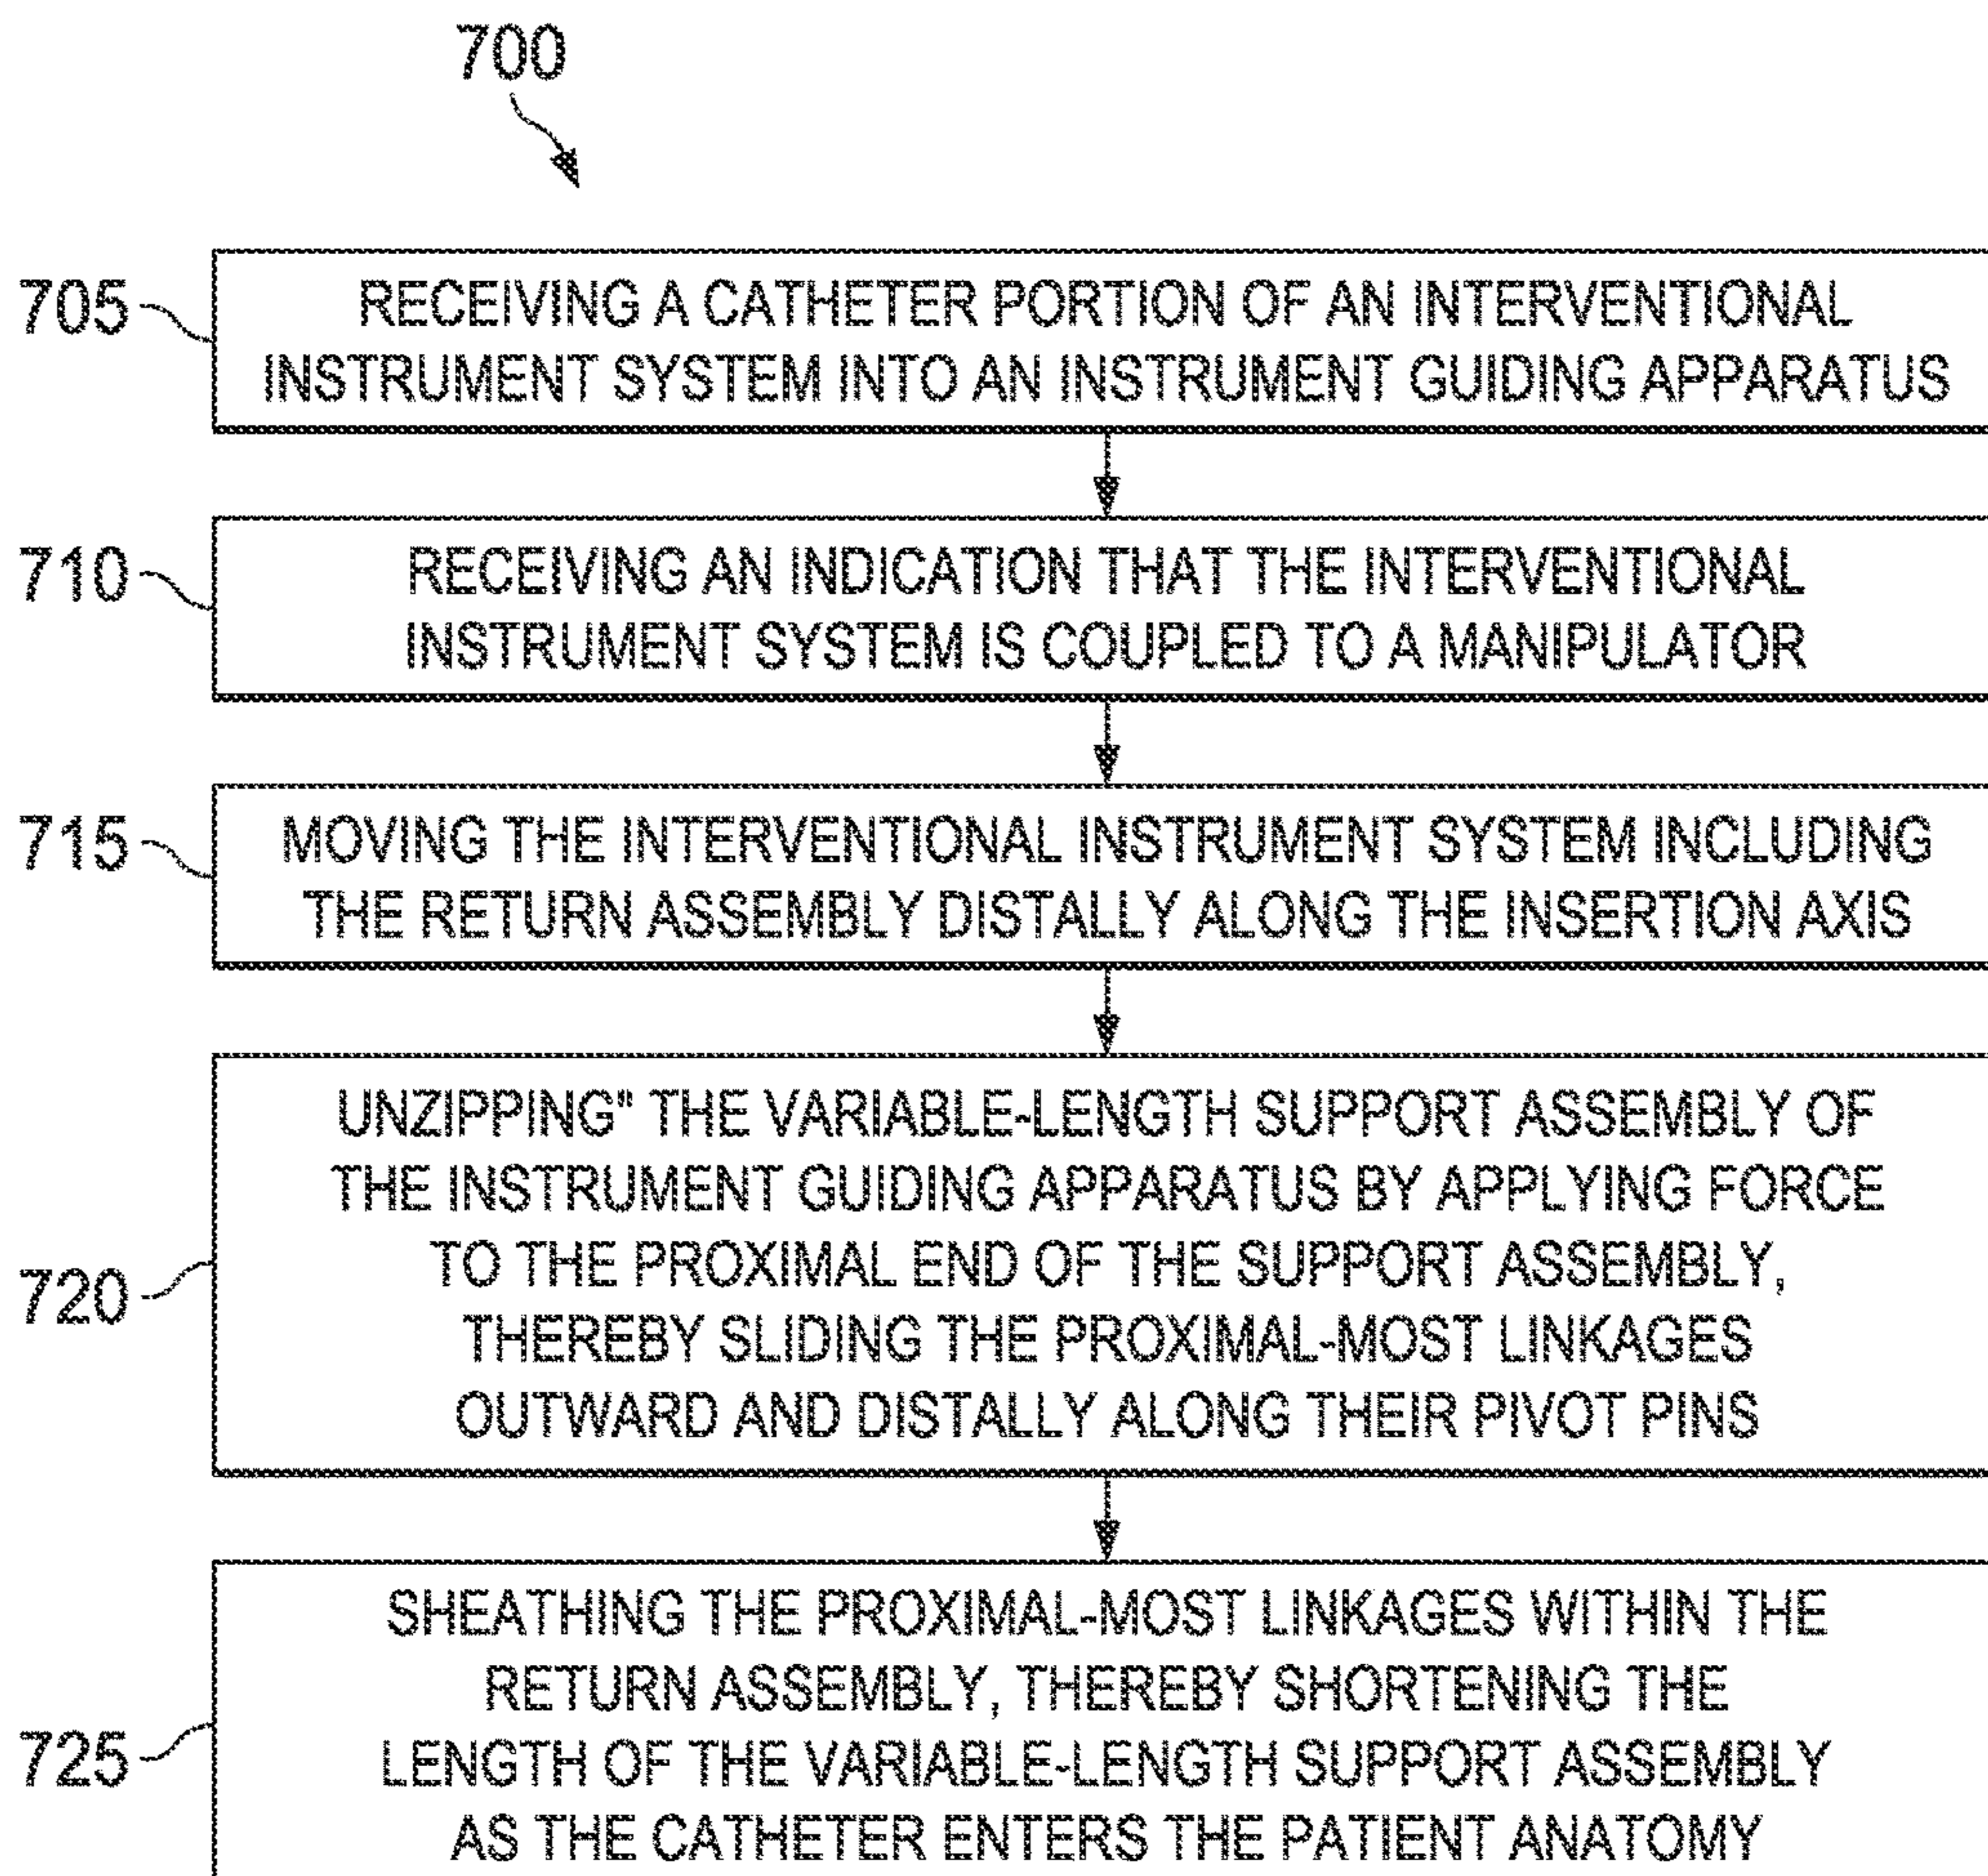 700
705
RECEIVING A CATHETER PORTION OF AN INTERVENTIONAL
INSTRUMENT SYSTEM INTO AN INSTRUMENT GUIDING APPARATUS
710
RECEIVING AN INDICATION THAT THE INTERVENTIONAL
INSTRUMENT SYSTEM IS COUPLED TO A MANIPULATOR
715
MOVING THE INTERVENTIONAL INSTRUMENT SYSTEM INCLUDING
THE RETURN ASSEMBLY DISTALLY ALONG THE INSERTION AXIS
720
UNZIPPING" THE VARIABLE-LENGTH SUPPORT ASSEMBLY OF
THE INSTRUMENT GUIDING APPARATUS BY APPLYING FORCE
TO THE PROXIMAL END OF THE SUPPORT ASSEMBLY,
THEREBY SLIDING THE PROXIMAL-MOST LINKAGES
OUTWARD AND DISTALLY ALONG THEIR PIVOT PINS
725
SHEATHING THE PROXIMAL-MOST LINKAGES WITHIN THE
RETURN ASSEMBLY, THEREBY SHORTENING THE
LENGTH OF THE VARIABLE-LENGTH SUPPORT ASSEMBLY
AS THE CATHETER ENTERS THE PATIENT ANATOMY